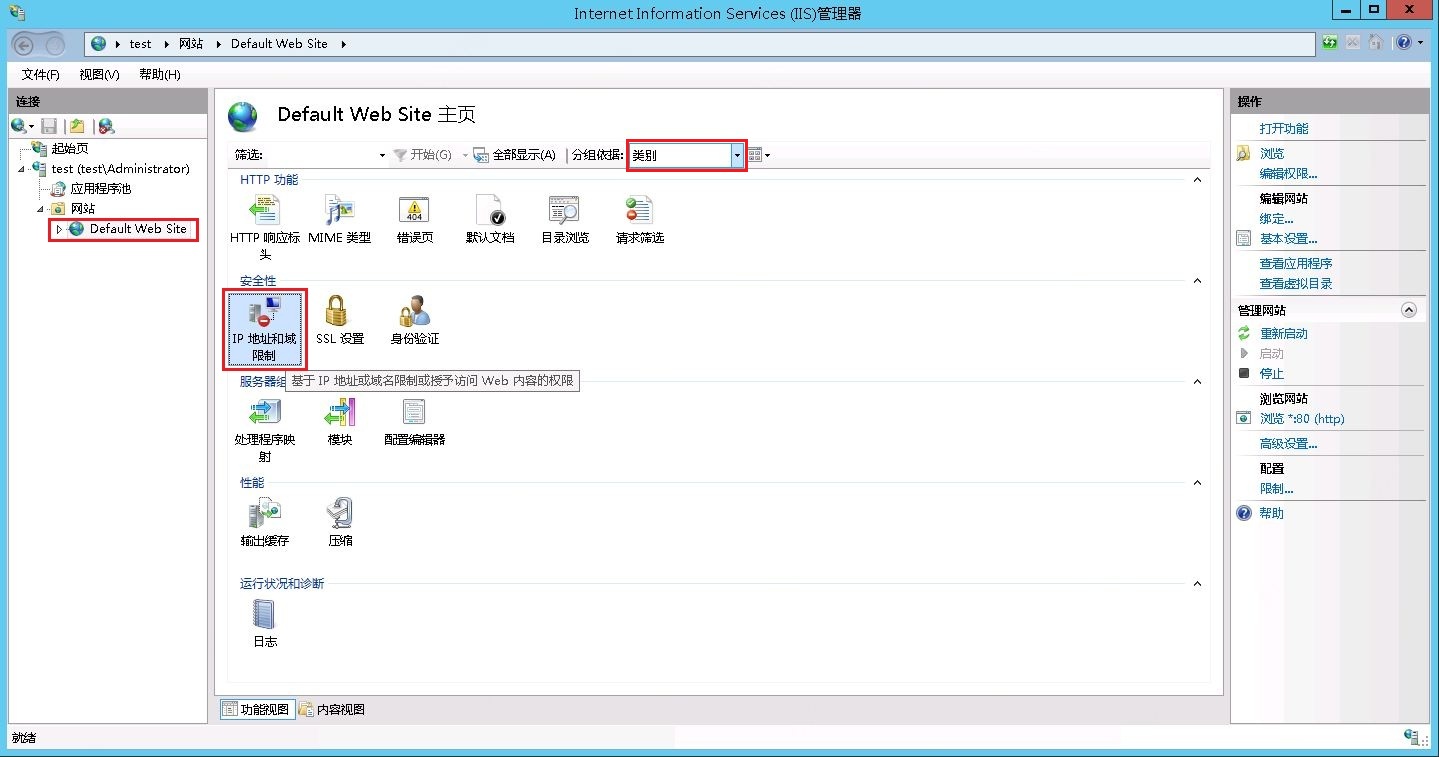 Internet Information Services (IIS)管理器
test 网站 Default Web Site
文件(F) 视图(V) 帮助(H)
连接
起始页
test (test\Administrator)
应用程序池
网站
Default Web Site
Default Web Site 主页
筛选: 开始(G) 全部显示(A) 分组依据: 类别
HTTP 功能
HTTP 响应标
头
MIME 类型
错误页
默认文档
目录浏览
请求筛选
安全性
IP 地址和域
限制
SSL 设置
身份验证
基于 IP 地址或域名限制或授予访问 Web 内容的权限
服务器组
处理程序映
射
模块
配置编辑器
性能
输出缓存
压缩
运行状况和诊断
日志
功能视图 内容视图
操作
打开功能
浏览
编辑权限...
编辑网站
绑定...
基本设置...
查看应用程序
查看虚拟目录
管理网站
重新启动
启动
停止
浏览网站
浏览 *:80 (http)
高级设置...
配置
限制...
帮助
就绪